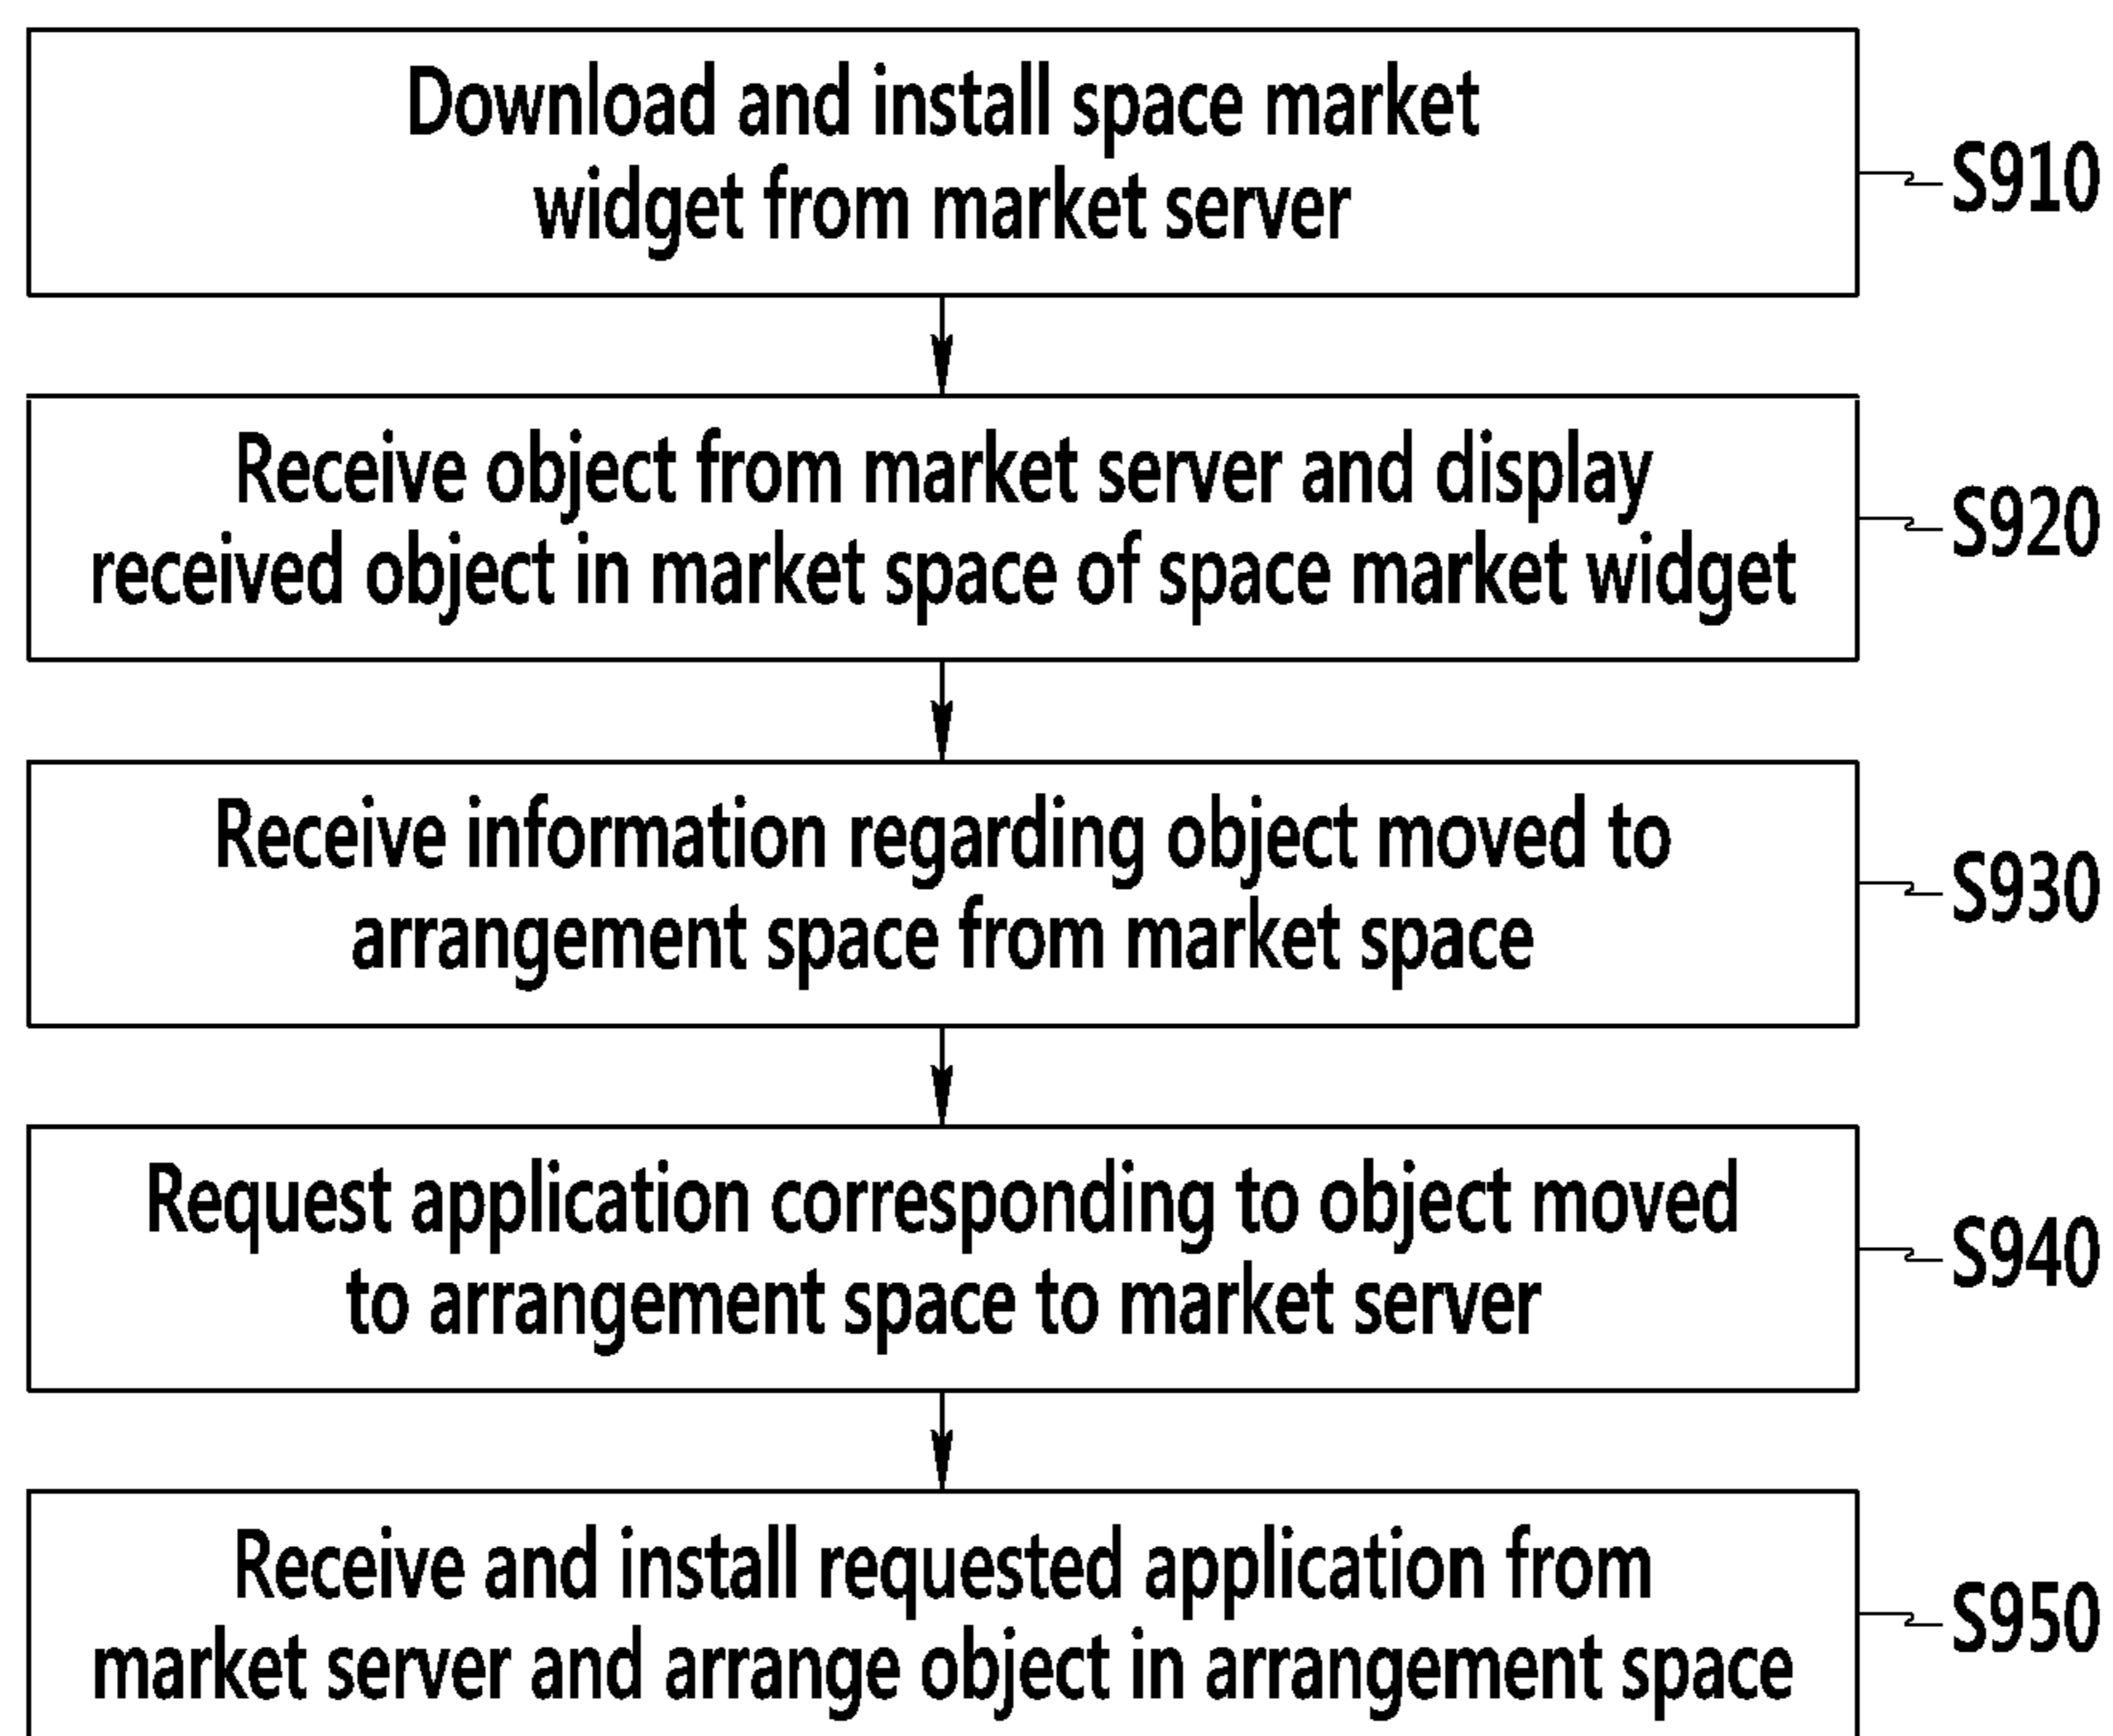 Download and install space market
widget from market server
S910
Receive object from market server and display
received object in market space of space market widget
S920
Receive information regarding object moved to
arrangement space from market space
S930
Request application corresponding to object moved
to arrangement space to market server
S940
Receive and install requested application from
market server and arrange object in arrangement space
S950